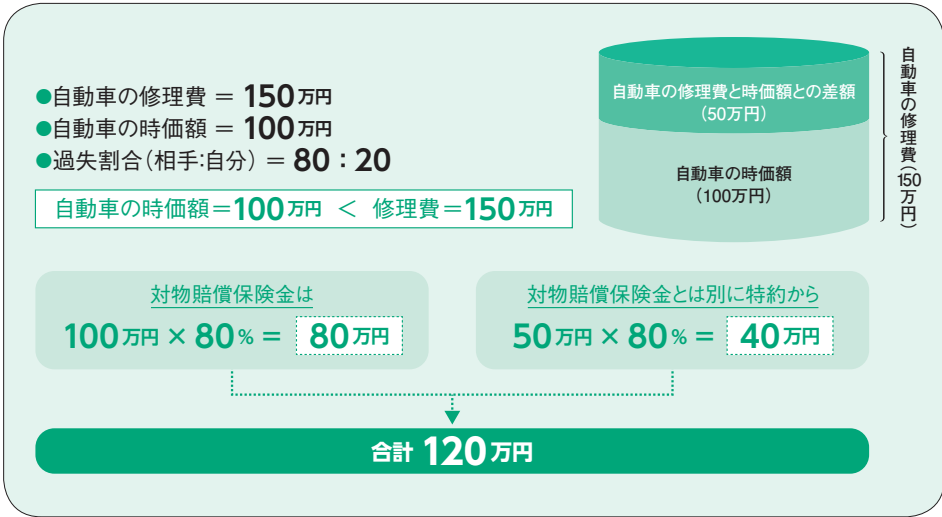 ●自動車の修理費 = 150万円
●自動車の時価額 = 100万円
●過失割合(相手:自分) = 80:20
自動車の時価額=100万円 < 修理費=150万円
自動車の修理費と時価額との差額
(50万円)
自動車の時価額
(100万円)
自動車の修理費(150万円)
対物賠償保険金は
100万円 × 80% = 80万円
対物賠償保険金とは別に特約から
50万円 × 80% = 40万円
合計 120万円